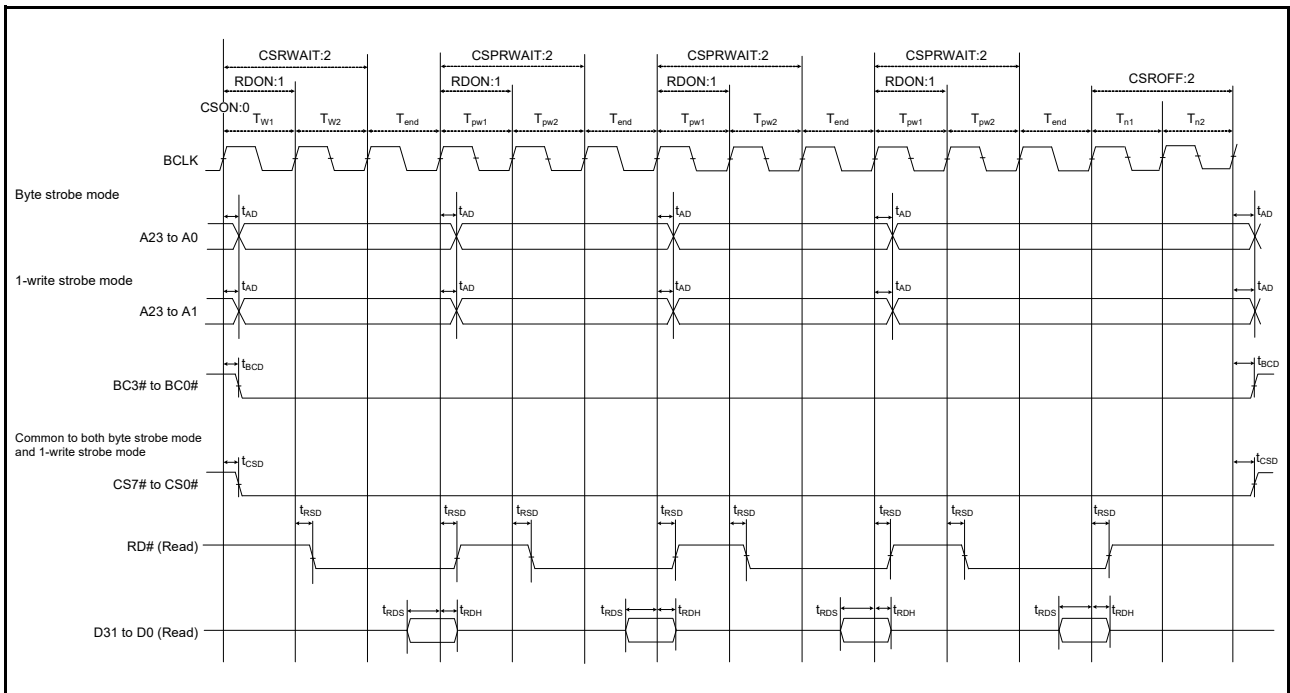 CSRWAIT:2 CSPRWAIT:2 CSPRWAIT:2 CSPRWAIT:2
RDON:1 RDON:1 RDON:1 RDON:1 CSROFF:2
CSON:0
TW1 TW2 Tend Tpw1 Tpw2 Tend Tpw1 Tpw2 Tend Tpw1 Tpw2 Tend Tn1 Tn2
BCLK
Byte strobe mode
tAD tAD tAD tAD tAD
A23 to A0
1-write strobe mode
tAD tAD tAD tAD tAD
A23 to A1
tBCD tBCD
BC3# to BC0#
Common to both byte strobe mode
and 1-write strobe mode
tCSD tCSD
CS7# to CS0#
tRSD tRSD tRSD tRSD tRSD tRSD tRSD tRSD
RD# (Read)
tRDS tRDH tRDS tRDH tRDS tRDH tRDS tRDH
D31 to D0 (Read)